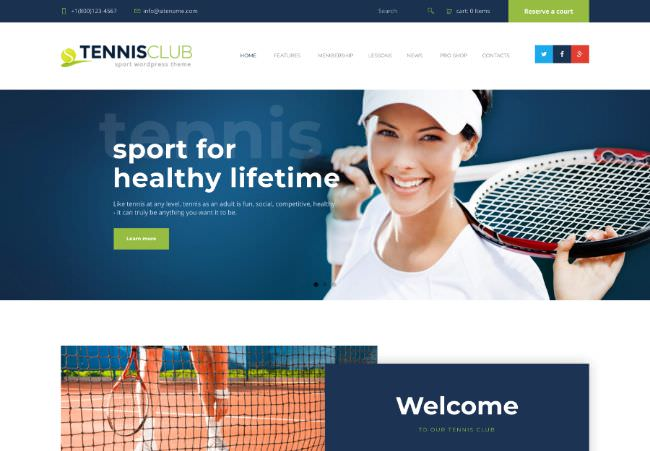 +1(800)123-4567
info@sitename.com
Search
cart: 0 Items
Reserve a court
TENNISCLUB
sport wordpress theme
HOME
FEATURES
MEMBERSHIP
LESSONS
NEWS
PRO SHOP
CONTACTS
tennis
sport for
healthy lifetime
Like tennis at any level, tennis as an adult is fun, social, competitive, healthy
- it can truly be anything you want it to be.
Learn more
Welcome
TO OUR TENNIS CLUB